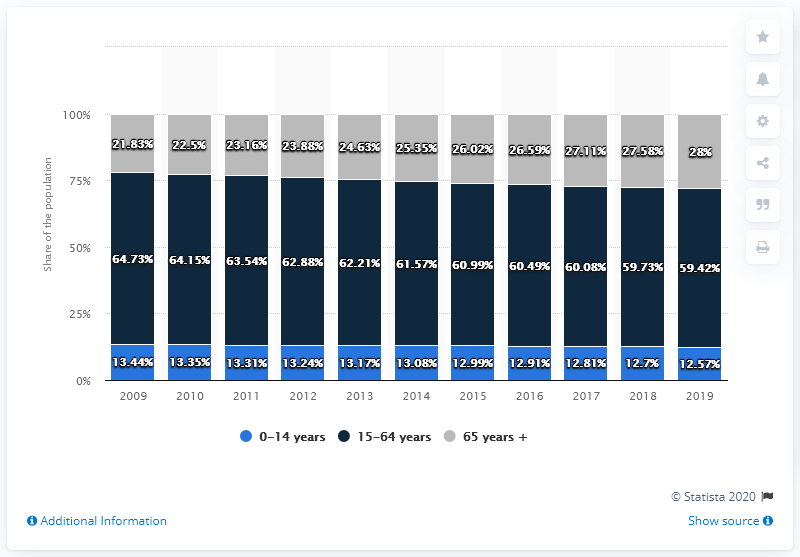 100%
75%
50%
25%
0%
Share of the population
21.83% 22.5% 23.16% 23.88% 24.63% 25.35% 26.02% 26.59% 27.11% 27.58% 28%
64.73% 64.15% 63.54% 62.88% 62.21% 61.57% 60.99% 60.49% 60.08% 59.73% 59.42%
13.44% 13.35% 13.31% 13.24% 13.17% 13.08% 12.99% 12.91% 12.81% 12.7% 12.57%
2009 2010 2011 2012 2013 2014 2015 2016 2017 2018 2019
0-14 years 15-64 years 65 years +
© Statista 2020
Additional Information Show source